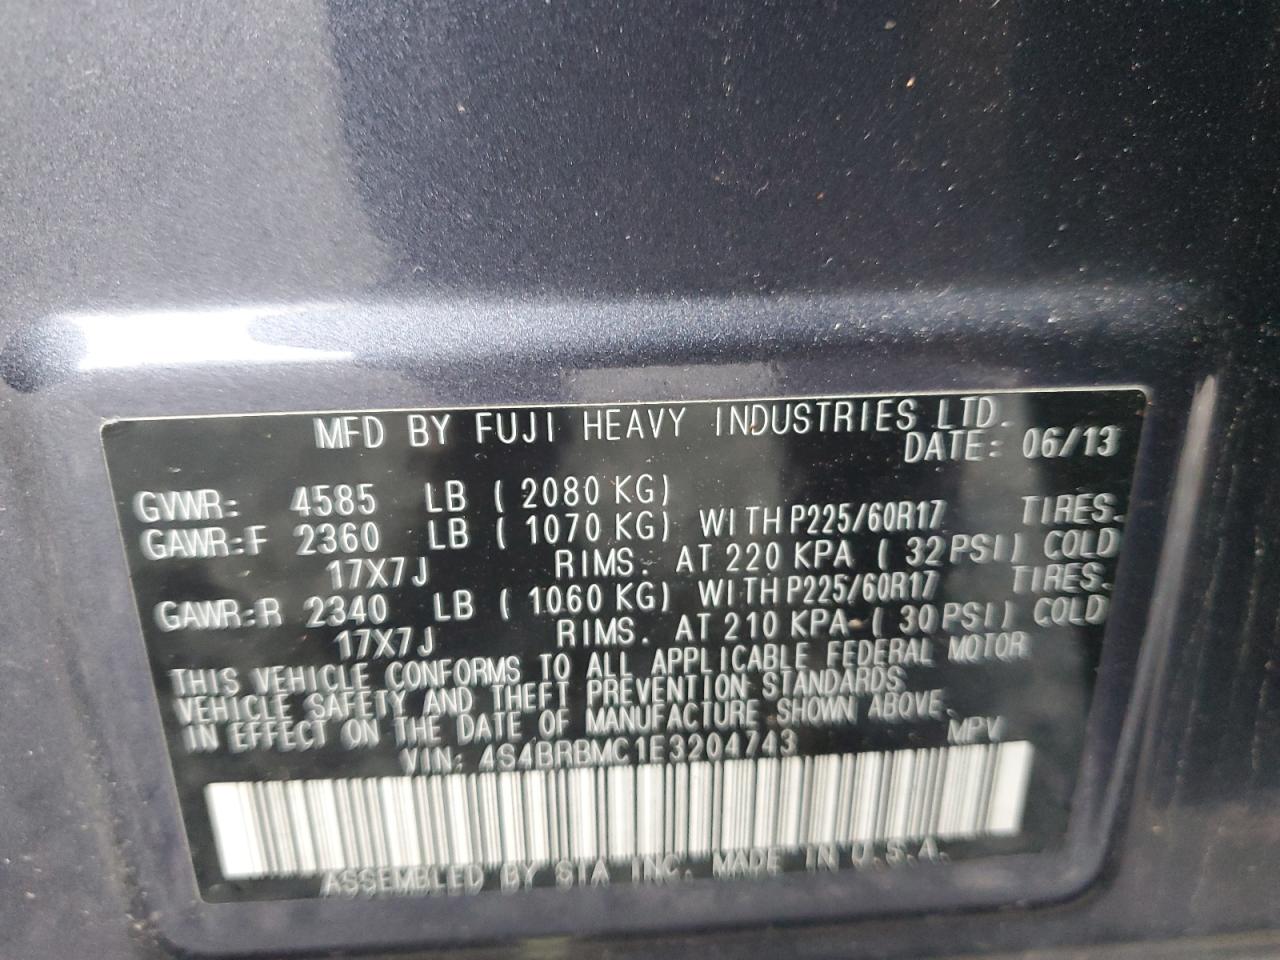 MFD BY FUJI HEAVY INDUSTRIES LTD.
DATE: 06/13
GVWR: 4585 LB ( 2080 KG)
GAWR:F 2360 LB ( 1070 KG) WITH P225/60R17 TIRES.
17X7J RIMS. AT 220 KPA ( 32PSI) COLD
GAWR:R 2340 LB ( 1060 KG) WITH P225/60R17 TIRES.
17X7J RIMS. AT 210 KPA ( 30PSI) COLD
THIS VEHICLE CONFORMS TO ALL APPLICABLE FEDERAL MOTOR
VEHICLE SAFETY AND THEFT PREVENTION STANDARDS
IN EFFECT ON THE DATE OF MANUFACTURE SHOWN ABOVE.
VIN: 4S4BRBMC1E3204743 MPV
ASSEMBLED BY SIA INC. MADE IN U.S.A.